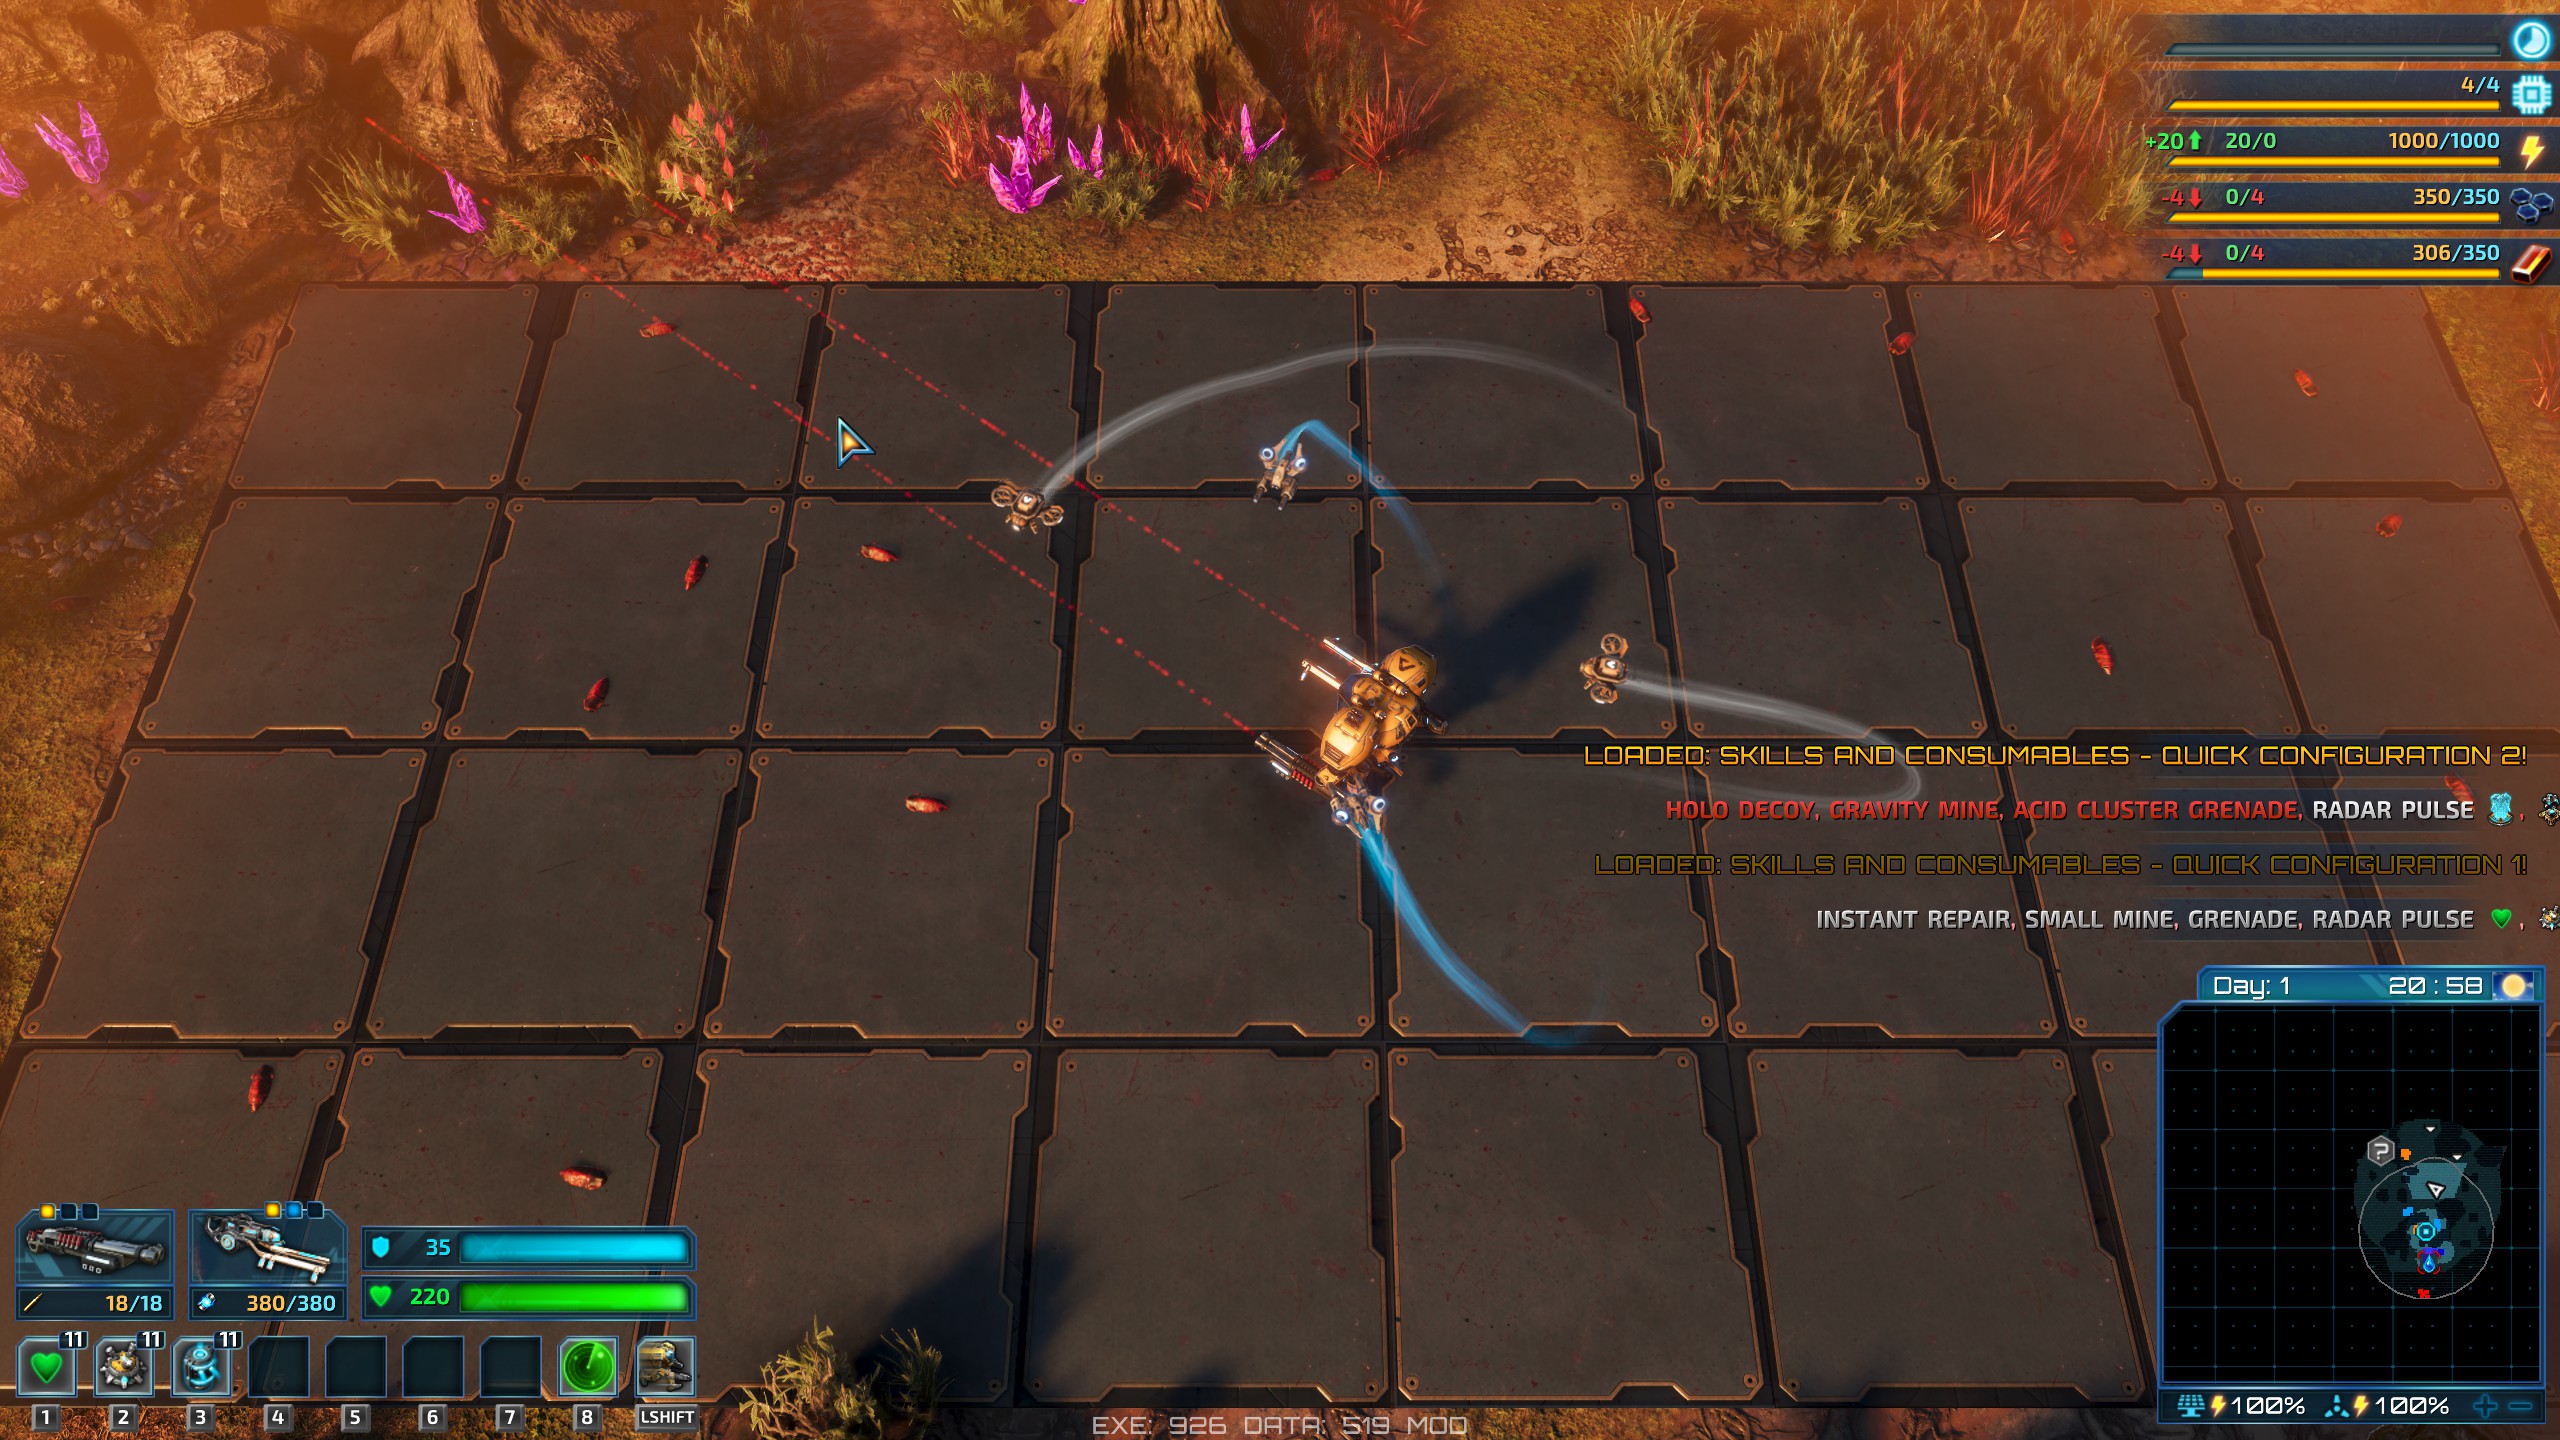 4/4
+20 20/0 1000/1000
-4 0/4 350/350
-4 0/4 306/350
LOADED: SKILLS AND CONSUMABLES - QUICK CONFIGURATION 2!
HOLO DECOY, GRAVITY MINE, ACID CLUSTER GRENADE, RADAR PULSE ,
LOADED: SKILLS AND CONSUMABLES - QUICK CONFIGURATION 1!
INSTANT REPAIR, SMALL MINE, GRENADE, RADAR PULSE ,
Day: 1 20:58
?
35
18/18 380/380 220
11 11 11
1 2 3 4 5 6 7 8 LSHIFT
100% 100%
EXE: 926 DATA: 519 MOD